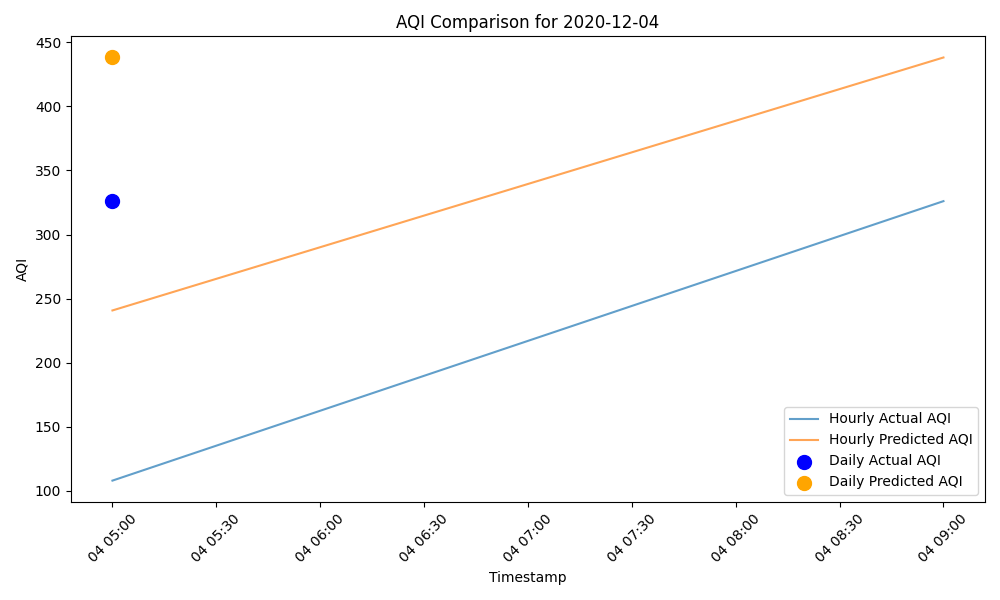 AQI Comparison for 2020-12-04
450
400
350
300
250
200
150
100
AQI
04 05:00
04 05:30
04 06:00
04 06:30
04 07:00
04 07:30
04 08:00
04 08:30
04 09:00
Timestamp
Hourly Actual AQI
Hourly Predicted AQI
Daily Actual AQI
Daily Predicted AQI